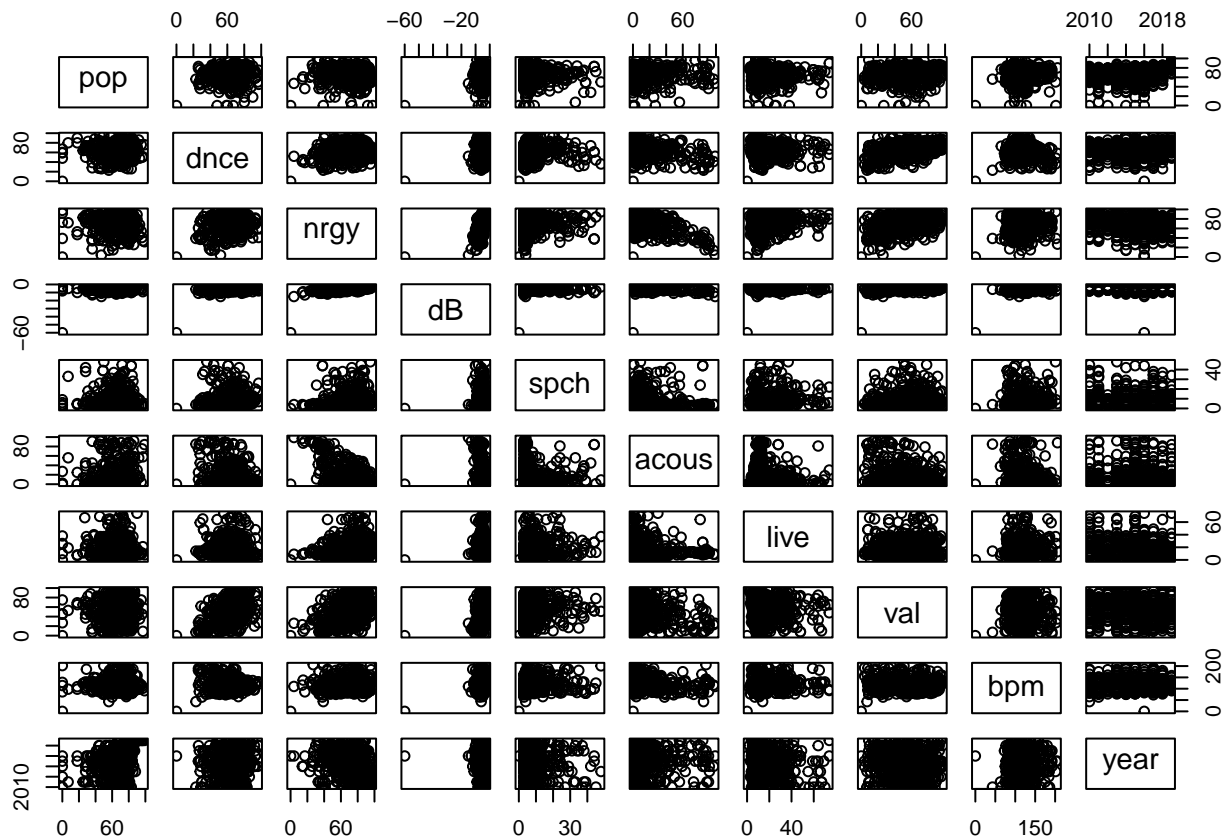 0 60 −60 −20 0 60 0 60 2010 2018
pop 0 80
0 80 dnce
nrgy 0 80
−60 0 dB
spch 0 40
0 80 acous
live 0 60
0 80 val
bpm 0 200
2010 year
0 60 0 60 0 30 0 40 0 150